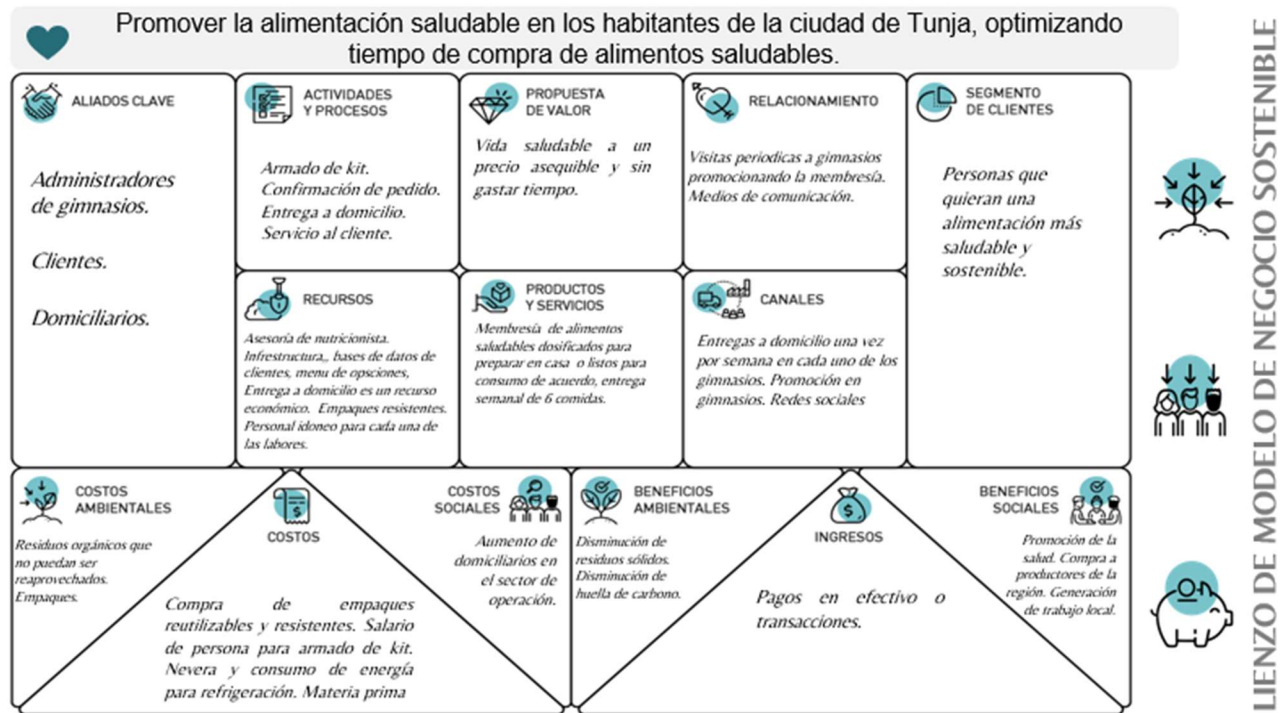 Promover la alimentación saludable en los habitantes de la ciudad de Tunja, optimizando
tiempo de compra de alimentos saludables.
ALIADOS CLAVE
Administradores
de gimnasios.
Clientes.
Domiciliarios.
ACTIVIDADES
Y PROCESOS
Armado de kit.
Confirmación de pedido.
Entrega a domicilio.
Servicio al cliente.
RECURSOS
Asesoría de nutricionista.
Infrestructura,, bases de datos de
clientes, menu de opsciones,
Entrega a domicilio es un recurso
económico. Empaques resistentes.
Personal idoneo para cada una de
las labores.
PROPUESTA
DE VALOR
Vida saludable a un
precio asequible y sin
gastar tiempo.
PRODUCTOS
Y SERVICIOS
Membresía de alimentos
saludables dosificados para
preparar en casa o listos para
consumo de acuerdo, entrega
semanal de 6 comidas.
RELACIONAMIENTO
Visitas periodicas a gimnasios
promocionando la membresía.
Medios de comunicación.
CANALES
Entregas a domicilio una vez
por semana en cada uno de los
gimnasios. Promoción en
gimnasios. Redes sociales
SEGMENTO
DE CLIENTES
Personas que
quieran una
alimentación más
saludable y
sostenible.
COSTOS
AMBIENTALES
Residuos orgánicos que
no puedan ser
reaprovechados.
Empaques.
COSTOS
Compra de empaques
reutilizables y resistentes. Salario
de persona para armado de kit.
Nevera y consumo de energía
para refrigeración. Materia prima
COSTOS
SOCIALES
Aumento de
domiciliarios en
el sector de
operación.
BENEFICIOS
AMBIENTALES
Disminución de
residuos sólidos.
Disminución de
huella de carbono.
INGRESOS
Pagos en efectivo o
transacciones.
BENEFICIOS
SOCIALES
Promoción de la
salud. Compra a
productores de la
región. Generación
de trabajo local.
LIENZO DE MODELO DE NEGOCIO SOSTENIBLE